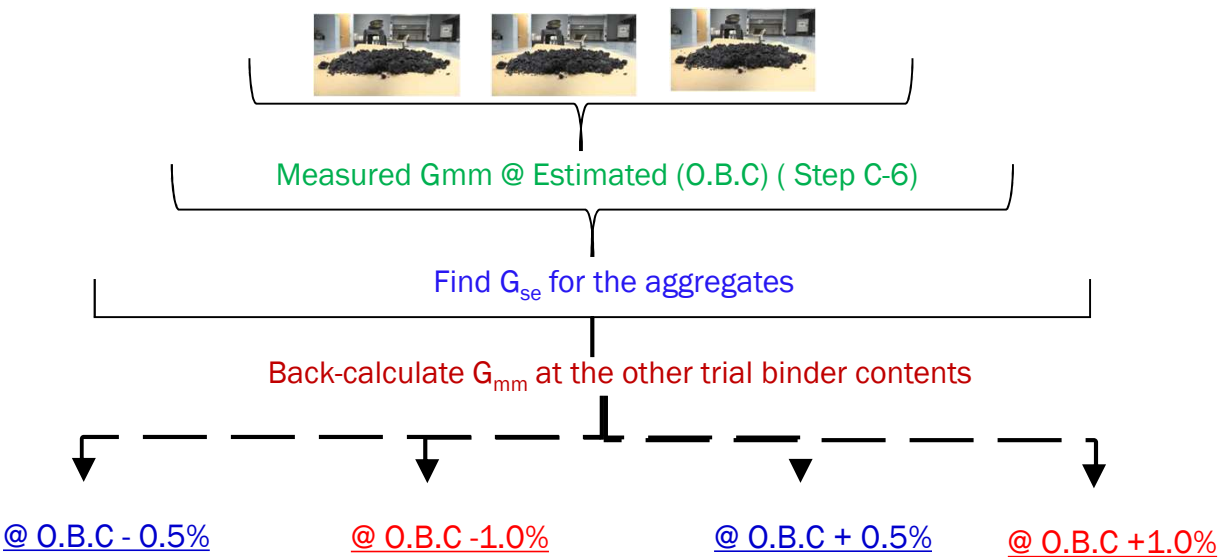 Measured Gmm @ Estimated (O.B.C) ( Step C-6)
Find Gse for the aggregates
Back-calculate Gmm at the other trial binder contents
@ O.B.C - 0.5%
@ O.B.C -1.0%
@ O.B.C + 0.5%
@ O.B.C +1.0%